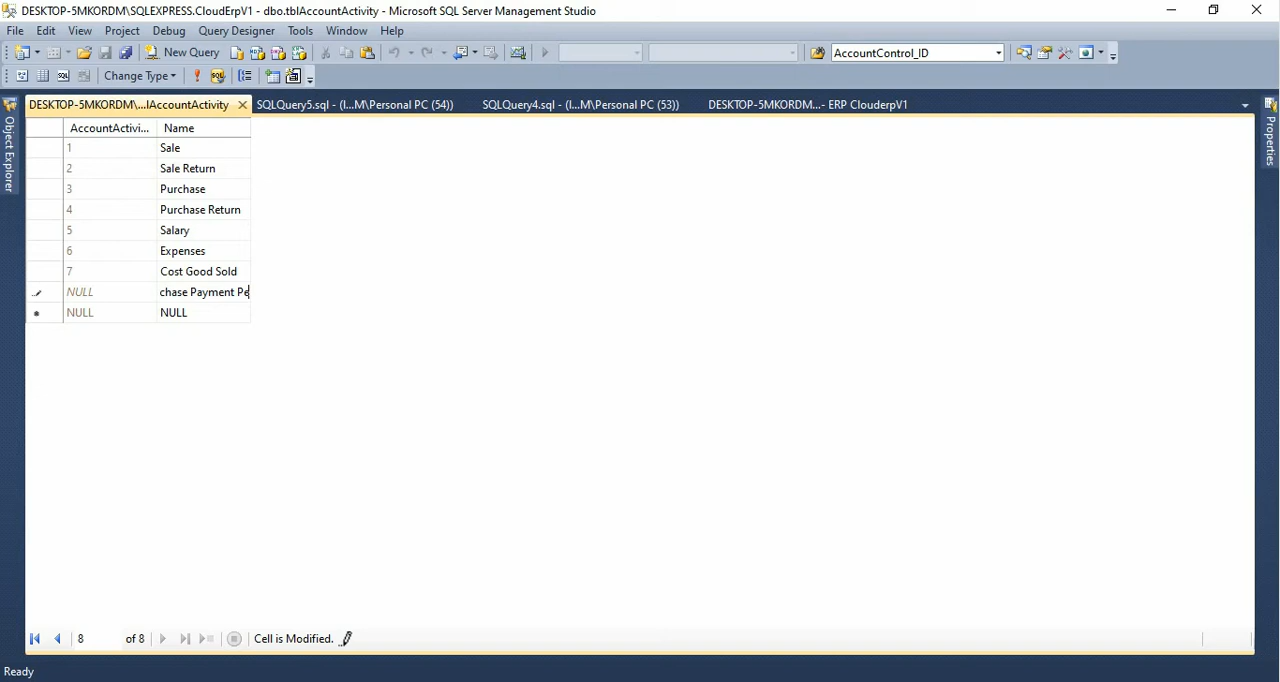 DESKTOP-5MKORDM\SQLEXPRESS.CloudErpV1 - dbo.tblAccountActivity - Microsoft SQL Server Management Studio
File Edit View Project Debug Query Designer Tools Window Help
New Query AccountControl_ID
Change Type
DESKTOP-5MKORDM\...lAccountActivity SQLQuery5.sql - (l...M\Personal PC (54)) SQLQuery4.sql - (l...M\Personal PC (53)) DESKTOP-5MKORDM...- ERP ClouderpV1
Object Explorer
Properties
AccountActivi... Name
1 Sale
2 Sale Return
3 Purchase
4 Purchase Return
5 Salary
6 Expenses
7 Cost Good Sold
NULL chase Payment Pe
NULL NULL
8 of 8 Cell is Modified.
Ready